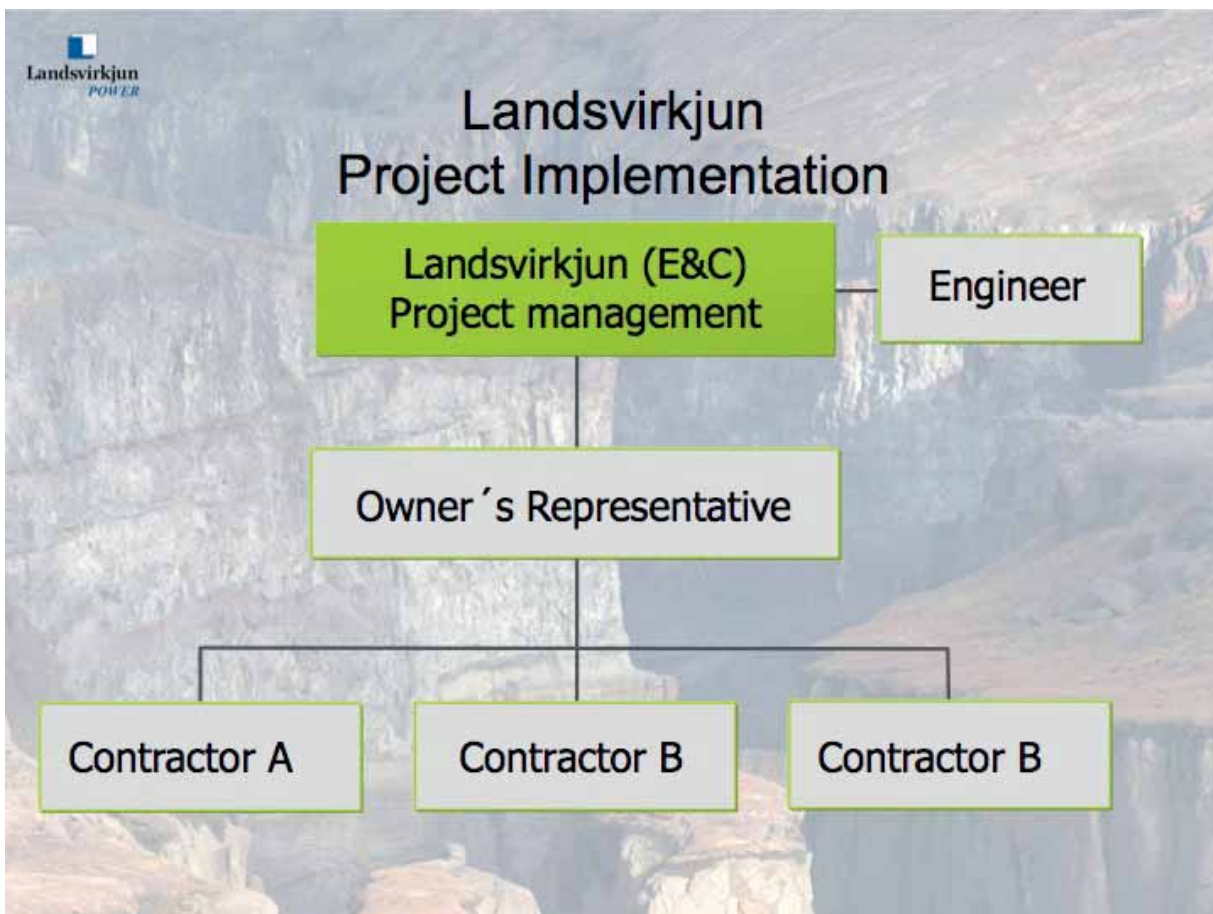 Landsvirkjun
POWER
Landsvirkjun
Project Implementation
Landsvirkjun (E&C)
Project management
Engineer
Owner´s Representative
Contractor A
Contractor B
Contractor B